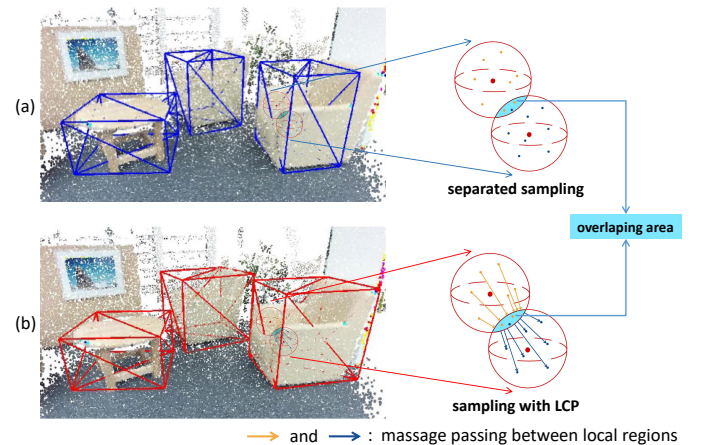 (a)
separated sampling
overlaping area
(b)
sampling with LCP
and : massage passing between local regions